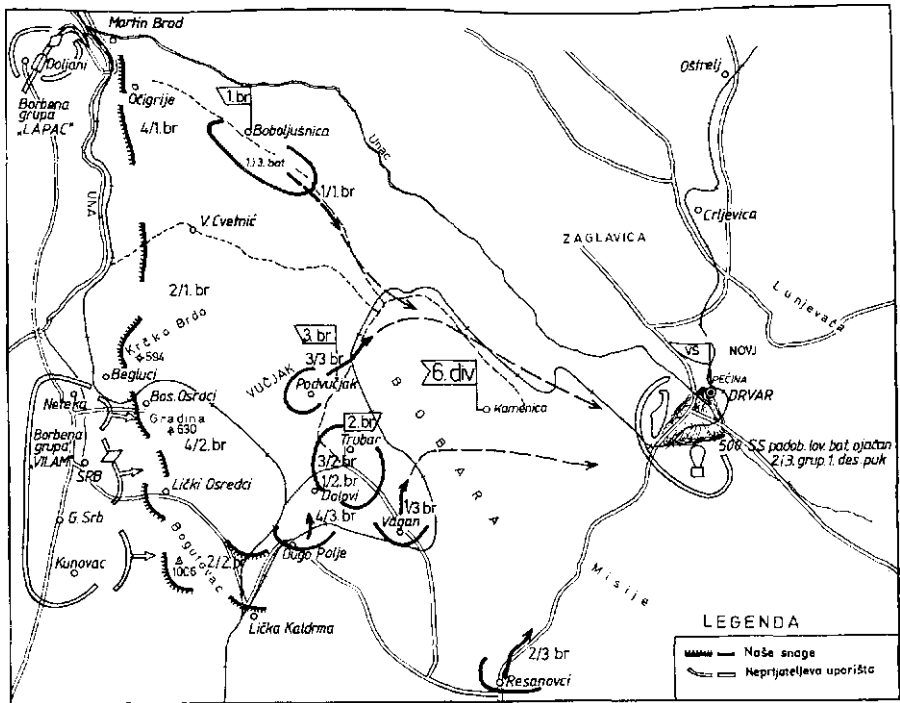 Martin Brod
Doljani
Borbena
grupa
„LAPAC"
Očigrije
4/1. br
1. br
Boboljušnica
1. i 3. bat
1/1. br
Unac
Oštrelj
Crljevica
ZAGLAVICA
Lunjevača
UNA
V. Cvetnić
2/1. br
Krčko Brdo
594
Begluci
3. br
3/3 br
VUČJAK
Podvučjak
BOBARA
6. div
Kamenica
VŠ NOVJ
PEĆINA
DRVAR
500 SS padob. lov. bat. ojačan
2 i 3. grup. 1. des. puk
Neteka
Bos. Osredci
Gradina
630
Borbena
grupa
"VILAM"
SRB
4/2. br
2. br
Trubar
3/2 br
1/2. br
Dolovi
4/3. br
1/3 br
Vagan
Lički Osredci
G. Srb
Bogutovac
1006
2/2. br
Dugo Polje
Kunovac
Lička Kaldrma
Misije
2/3 br
Resanovci
LEGENDA
Naše snage
Neprijateljeva uporišta